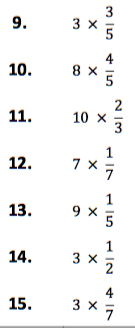 9. 3 × 3/5
10. 8 × 4/5
11. 10 × 2/3
12. 7 × 1/7
13. 9 × 1/5
14. 3 × 1/2
15. 3 × 4/7